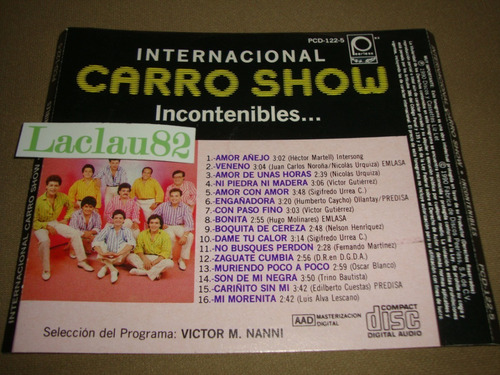 PCD-122-5
INTERNACIONAL
CARRO SHOW
Incontenibles...
Laclau82
1.-AMOR AÑEJO 3:02 (Héctor Martell) Intersong
2.-VENENO 3:04 (Juan Carlos Noroña/Nicolás Urquiza) EMLASA
3.-AMOR DE UNAS HORAS 2:39 (Nicolás Urquiza)
4.-NI PIEDRA NI MADERA 3:06 (Víctor Gutiérrez)
5.-AMOR CON AMOR 3:48 (Sigifredo Urrea C.)
6.-ENGAÑADORA 3:20 (Humberto Caycho) Ollantay/PREDISA
7.-CON PASO FINO 3:03 (Víctor Gutiérrez)
8.-BONITA 2:55 (Hugo Molinares) EMLASA
9.-BOQUITA DE CEREZA 2:48 (Nelson Henríquez)
10.-DAME TU CALOR 3:14 (Sigifredo Urrea C.)
11.-NO BUSQUES PERDON 2:28 (Fernando Martínez)
12.-ZAGUATE CUMBIA 2:56 (D.R.en D.G.D.A.)
13.-MURIENDO POCO A POCO 2:59 (Oscar Blanco)
14.-SON DE MI NEGRA 3:50 (Trino Bautista)
15.-CARIÑITO SIN MI 3:42 (Edilberto Cuestas) PREDISA
16.-MI MORENITA 2:42 (Luis Alva Lescano)
Selección del Programa: VICTOR M. NANNI
AAD MASTERIZACION
DIGITAL
COMPACT
disc
DIGITAL AUDIO
INTERNACIONAL CARRO SHOW
PCD-122-5